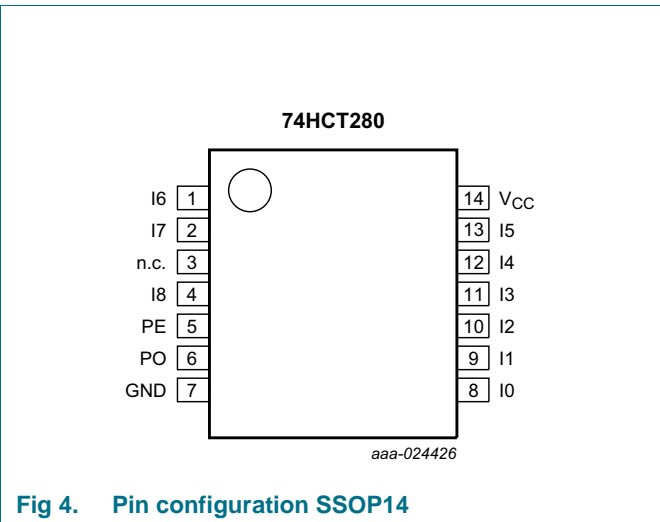 74HCT280
I6 1 14 VCC
I7 2 13 I5
n.c. 3 12 I4
I8 4 11 I3
PE 5 10 I2
PO 6 9 I1
GND 7 8 I0
aaa-024426
Fig 4. Pin configuration SSOP14